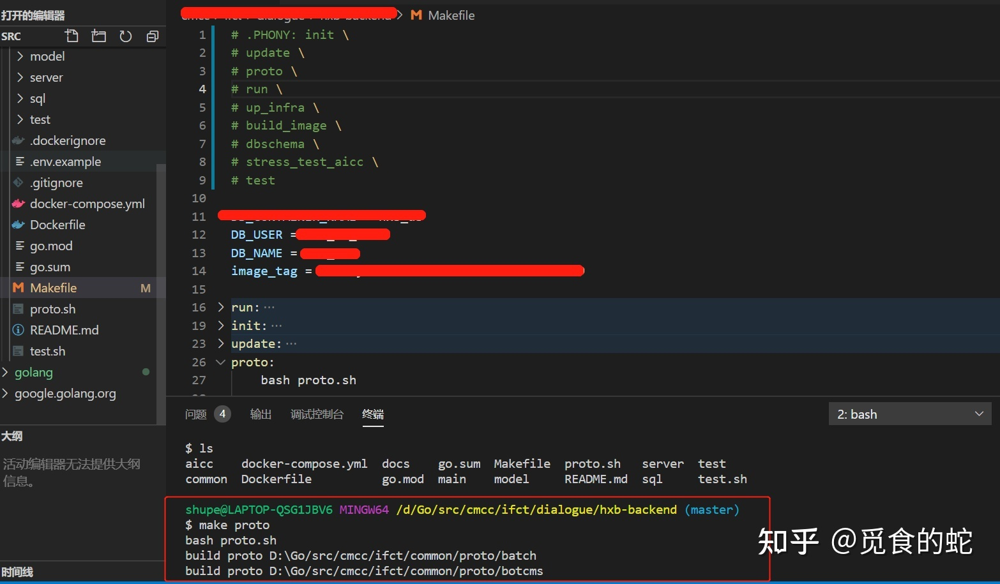 打开的编辑器
SRC
model
server
sql
test
.dockerignore
.env.example
.gitignore
docker-compose.yml
Dockerfile
go.mod
go.sum
Makefile M
proto.sh
README.md
test.sh
golang
google.golang.org
大纲
活动编辑器无法提供大纲
信息。
时间线
Makefile
1 # .PHONY: init \
2 # update \
3 # proto \
4 # run \
5 # up_infra \
6 # build_image \
7 # dbschema \
8 # stress_test_aicc \
9 # test
10
11
12 DB_USER =
13 DB_NAME =
14 image_tag =
15
16 run: ···
19 init: ···
23 update: ···
26 proto:
27 bash proto.sh
问题 4 输出 调试控制台 终端 2: bash
$ ls
aicc docker-compose.yml docs go.sum Makefile proto.sh server test
common Dockerfile go.mod main model README.md sql test.sh
shupe@LAPTOP-QSG1JBV6 MINGW64 /d/Go/src/cmcc/ifct/dialogue/hxb-backend (master)
$ make proto
bash proto.sh
build proto D:\Go/src/cmcc/ifct/common/proto/batch
build proto D:\Go/src/cmcc/ifct/common/proto/botcms
知乎 @觅食的蛇